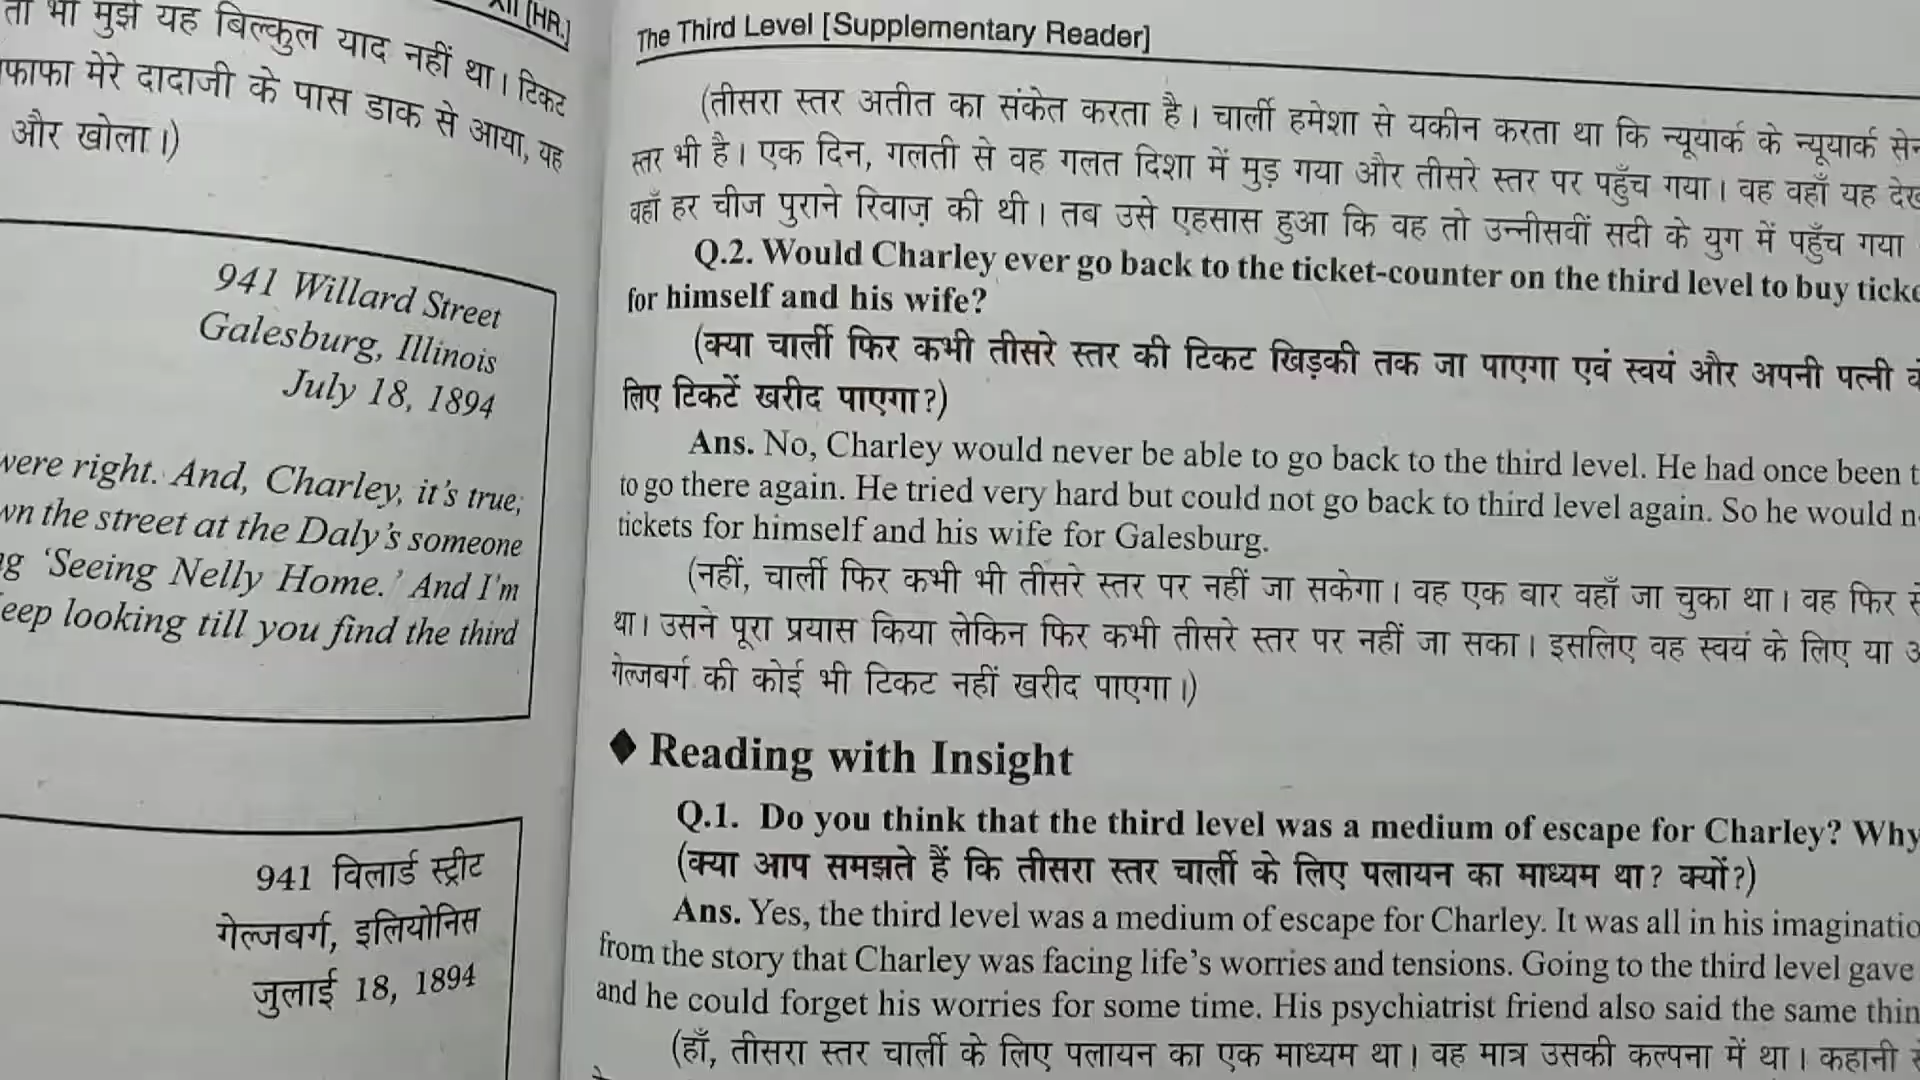 XII [HR.]
तो भी मुझे यह बिल्कुल याद नहीं था। टिकट
मेरे दादाजी के पास डाक से आया, यह
और खोला।)
941 Willard Street
Galesburg, Illinois
July 18, 1894
were right. And, Charley, it's true;
the street at the Daly's someone
'Seeing Nelly Home.' And I'm
looking till you find the third
941 विलार्ड स्ट्रीट
गेल्जबर्ग, इलियोनिस
जुलाई 18, 1894
The Third Level [Supplementary Reader]
(तीसरा स्तर अतीत का संकेत करता है। चार्ली हमेशा से यकीन करता था कि न्यूयार्क के न्यूयार्क
स्तर भी है। एक दिन, गलती से वह गलत दिशा में मुड़ गया और तीसरे स्तर पर पहुँच गया। वह वहाँ यह
वहाँ हर चीज पुराने रिवाज़ की थी। तब उसे एहसास हुआ कि वह तो उन्नीसवीं सदी के युग में पहुँच गया
Q.2. Would Charley ever go back to the ticket-counter on the third level to buy
for himself and his wife?
(क्या चार्ली फिर कभी तीसरे स्तर की टिकट खिड़की तक जा पाएगा एवं स्वयं और अपनी पत्नी
लिए टिकटें खरीद पाएगा?)
Ans. No, Charley would never be able to go back to the third level. He had once been
to go there again. He tried very hard but could not go back to third level again. So he would
tickets for himself and his wife for Galesburg.
(नहीं, चार्ली फिर कभी भी तीसरे स्तर पर नहीं जा सकेगा। वह एक बार वहाँ जा चुका था। वह फिर
था। उसने पूरा प्रयास किया लेकिन फिर कभी तीसरे स्तर पर नहीं जा सका। इसलिए वह स्वयं के लिए या
गेल्जबर्ग की कोई भी टिकट नहीं खरीद पाएगा।)
◆ Reading with Insight
Q.1. Do you think that the third level was a medium of escape for Charley? Why
(क्या आप समझते हैं कि तीसरा स्तर चार्ली के लिए पलायन का माध्यम था? क्यों?)
Ans. Yes, the third level was a medium of escape for Charley. It was all in his
from the story that Charley was facing life's worries and tensions. Going to the third level gave
and he could forget his worries for some time. His psychiatrist friend also said the same
(हाँ, तीसरा स्तर चार्ली के लिए पलायन का एक माध्यम था। वह मात्र उसकी कल्पना में था। कहानी